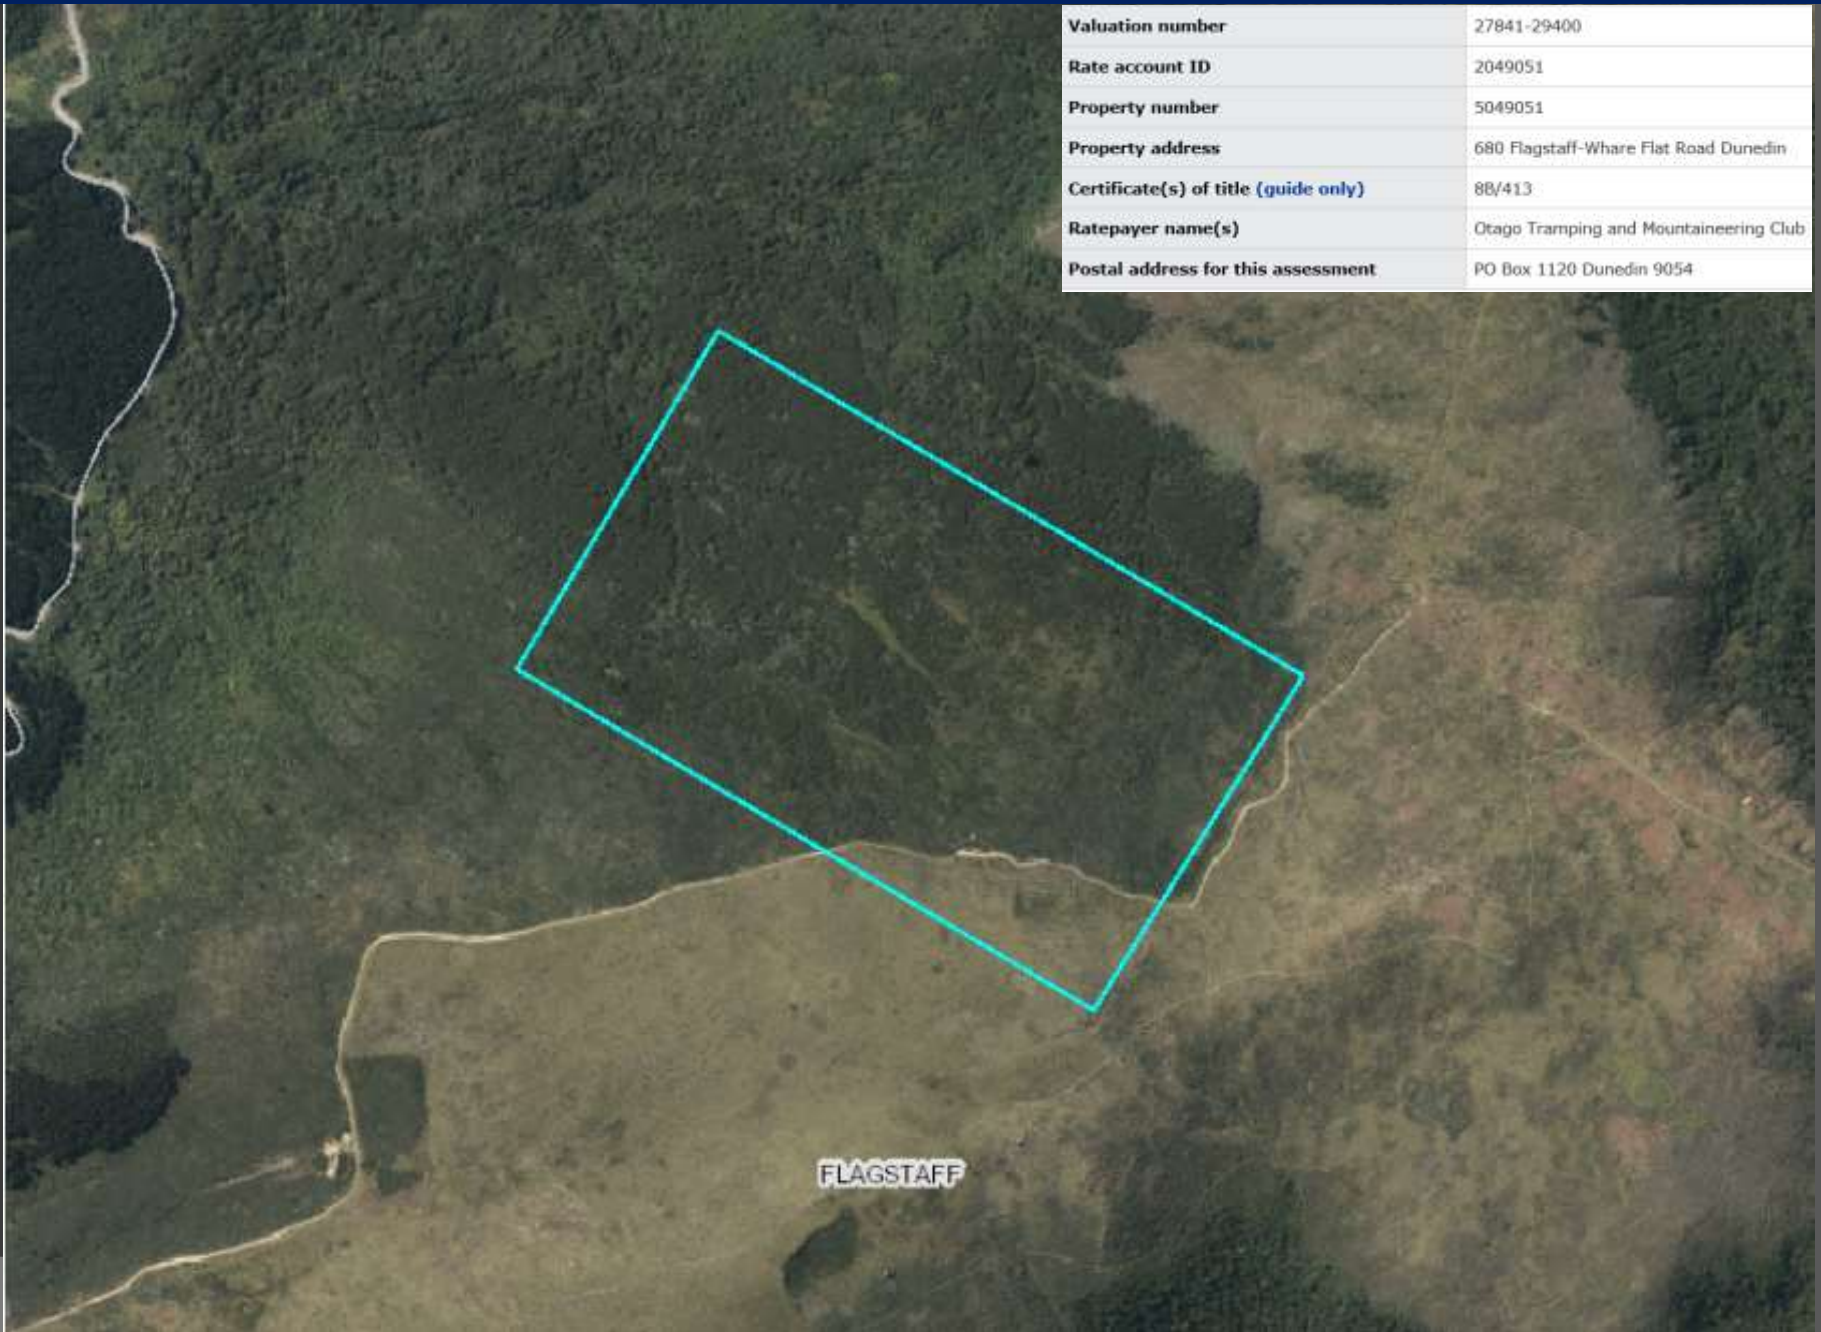 Valuation number 27841-29400
Rate account ID 2049051
Property number 5049051
Property address 680 Flagstaff-Whare Flat Road Dunedin
Certificate(s) of title (guide only) 8B/413
Ratepayer name(s) Otago Tramping and Mountaineering Club
Postal address for this assessment PO Box 1120 Dunedin 9054
FLAGSTAFF